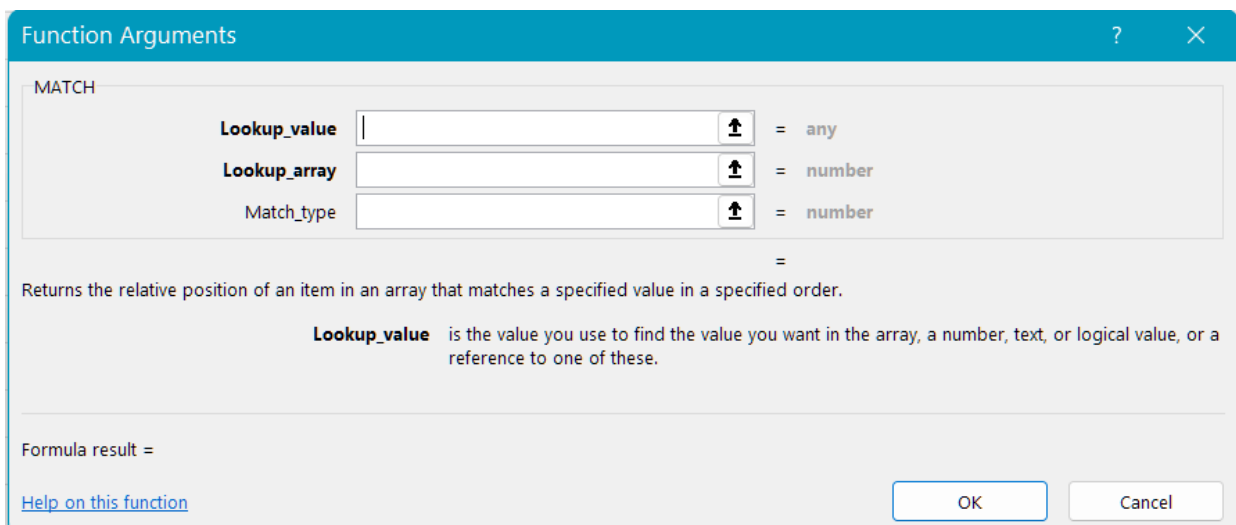 Function Arguments ? ×
MATCH
Lookup_value = any
Lookup_array = number
Match_type = number
=
Returns the relative position of an item in an array that matches a specified value in a specified order.
Lookup_value is the value you use to find the value you want in the array, a number, text, or logical value, or a
reference to one of these.
Formula result =
Help on this function OK Cancel